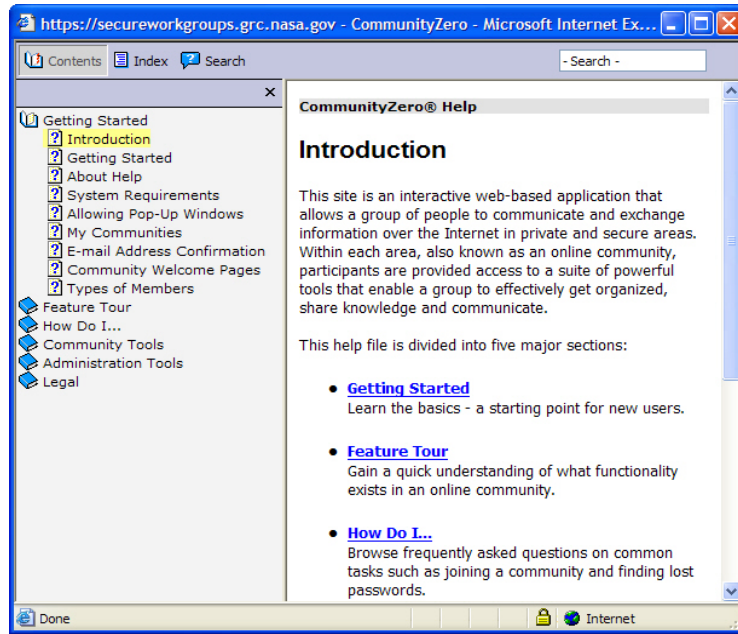 https://secureworkgroups.grc.nasa.gov - CommunityZero - Microsoft Internet Ex...
Contents Index Search
- Search -
Getting Started
Introduction
Getting Started
About Help
System Requirements
Allowing Pop-Up Windows
My Communities
E-mail Address Confirmation
Community Welcome Pages
Types of Members
Feature Tour
How Do I...
Community Tools
Administration Tools
Legal
CommunityZero® Help
Introduction
This site is an interactive web-based application that
allows a group of people to communicate and exchange
information over the Internet in private and secure areas.
Within each area, also known as an online community,
participants are provided access to a suite of powerful
tools that enable a group to effectively get organized,
share knowledge and communicate.
This help file is divided into five major sections:
• Getting Started
Learn the basics - a starting point for new users.
• Feature Tour
Gain a quick understanding of what functionality
exists in an online community.
• How Do I...
Browse frequently asked questions on common
tasks such as joining a community and finding lost
passwords.
Done
Internet